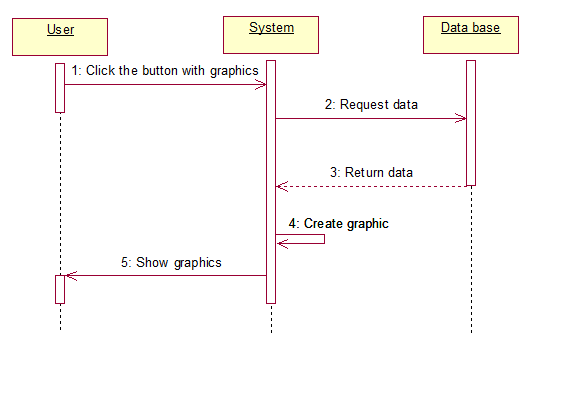 User
System
Data base
1: Click the button with graphics
2: Request data
3: Return data
4: Create graphic
5: Show graphics